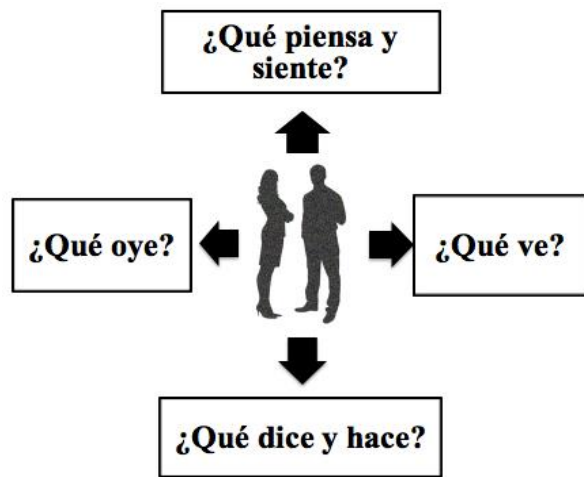 ¿Qué piensa y
siente?
¿Qué oye?
¿Qué ve?
¿Qué dice y hace?